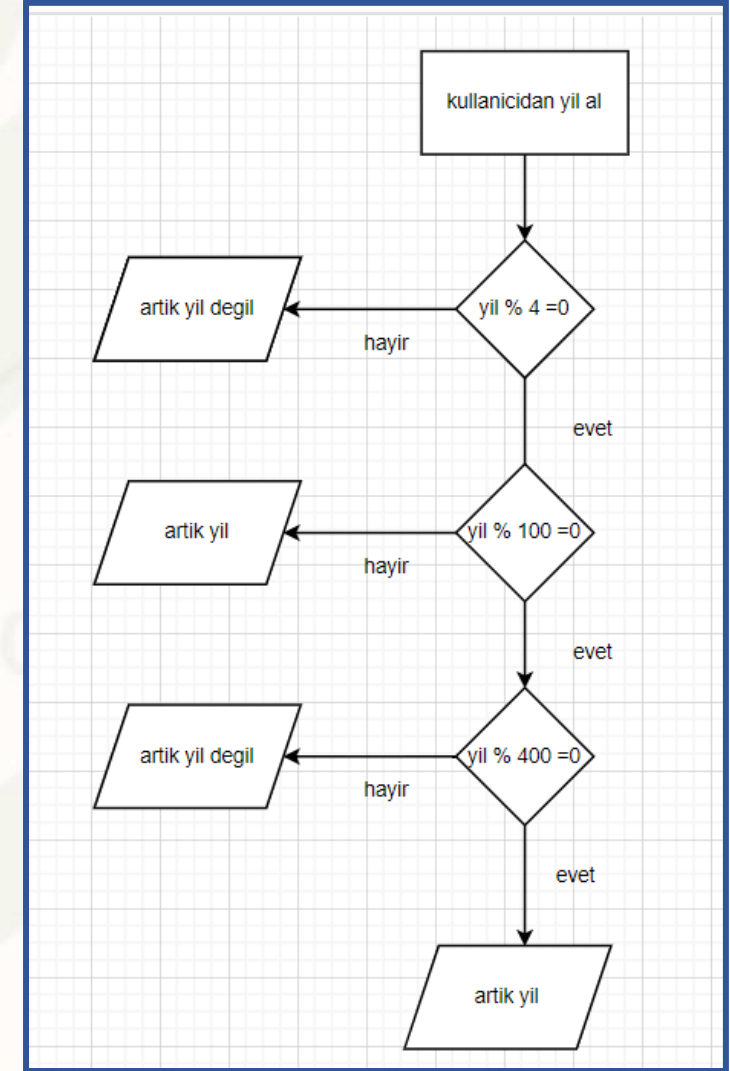 kullanicidan yil al
artik yil degil
yil % 4 =0
hayir
evet
artik yil
yil % 100 =0
hayir
evet
artik yil degil
yil % 400 =0
hayir
evet
artik yil